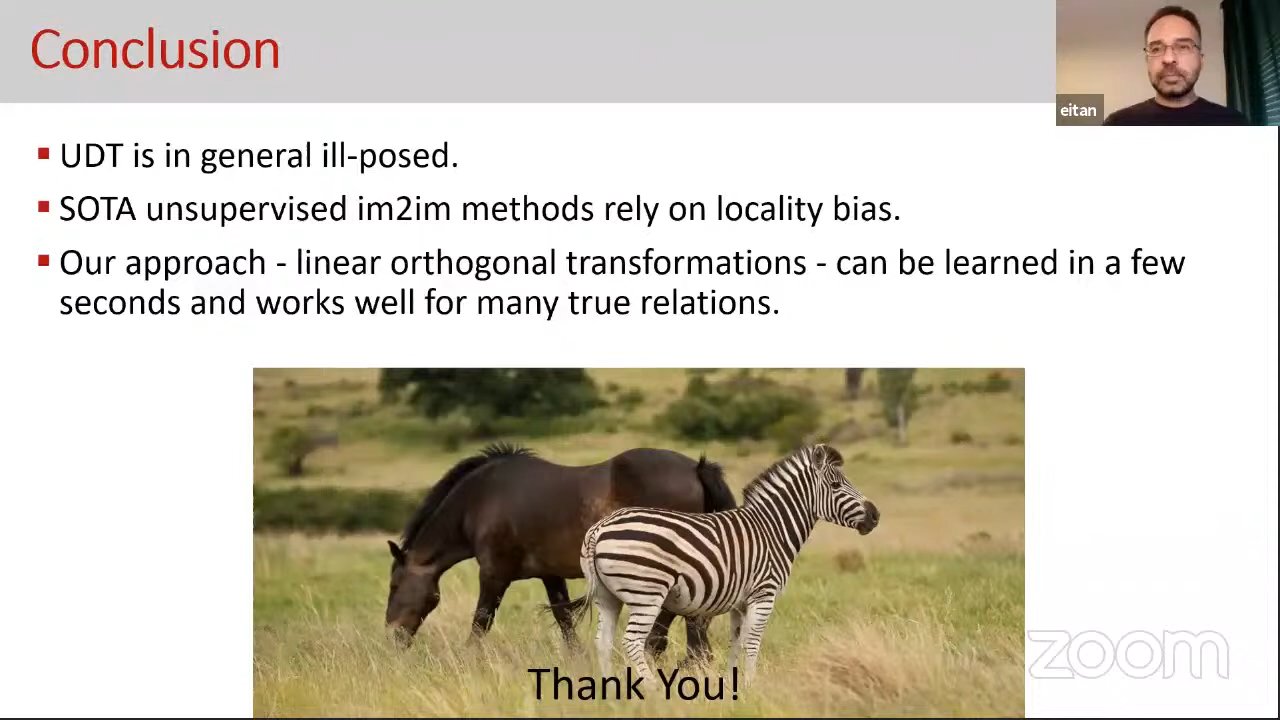 Conclusion
eitan
▪ UDT is in general ill-posed.
▪ SOTA unsupervised im2im methods rely on locality bias.
▪ Our approach - linear orthogonal transformations - can be learned in a few
seconds and works well for many true relations.
zoom
Thank You!